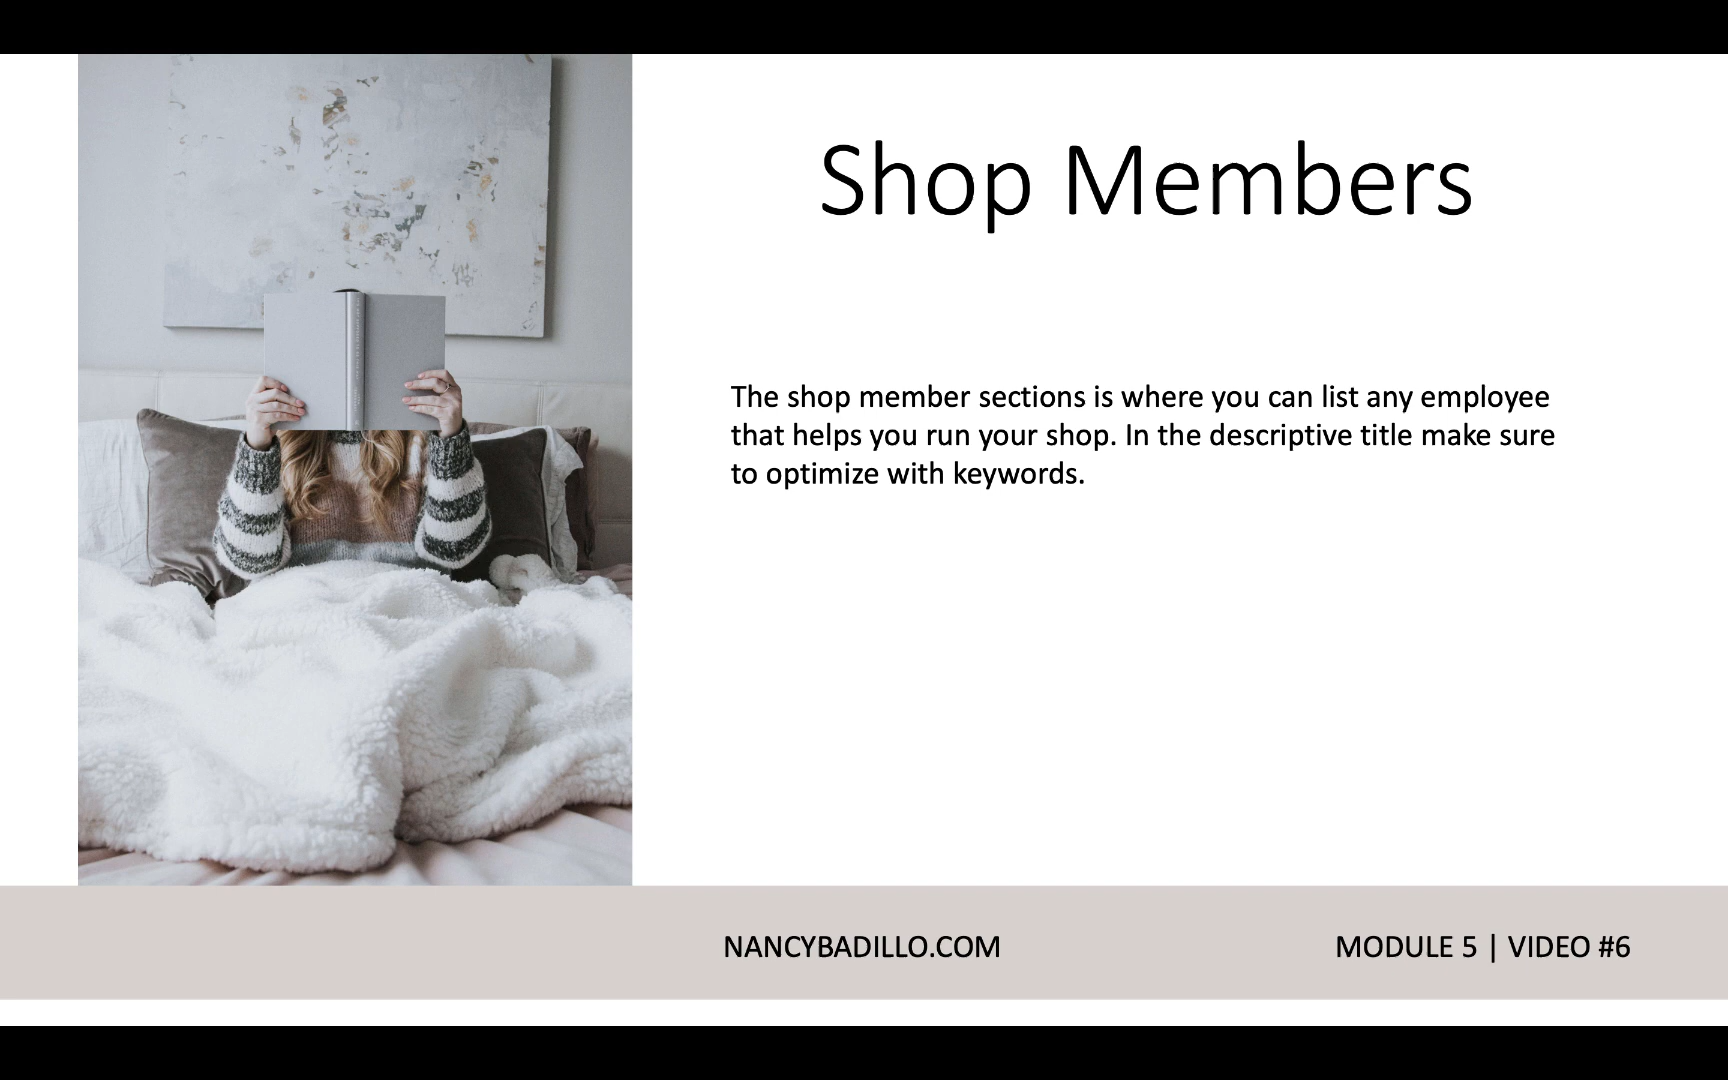 Shop Members
The shop member sections is where you can list any employee
that helps you run your shop. In the descriptive title make sure
to optimize with keywords.
NANCYBADILLO.COM
MODULE 5 | VIDEO #6